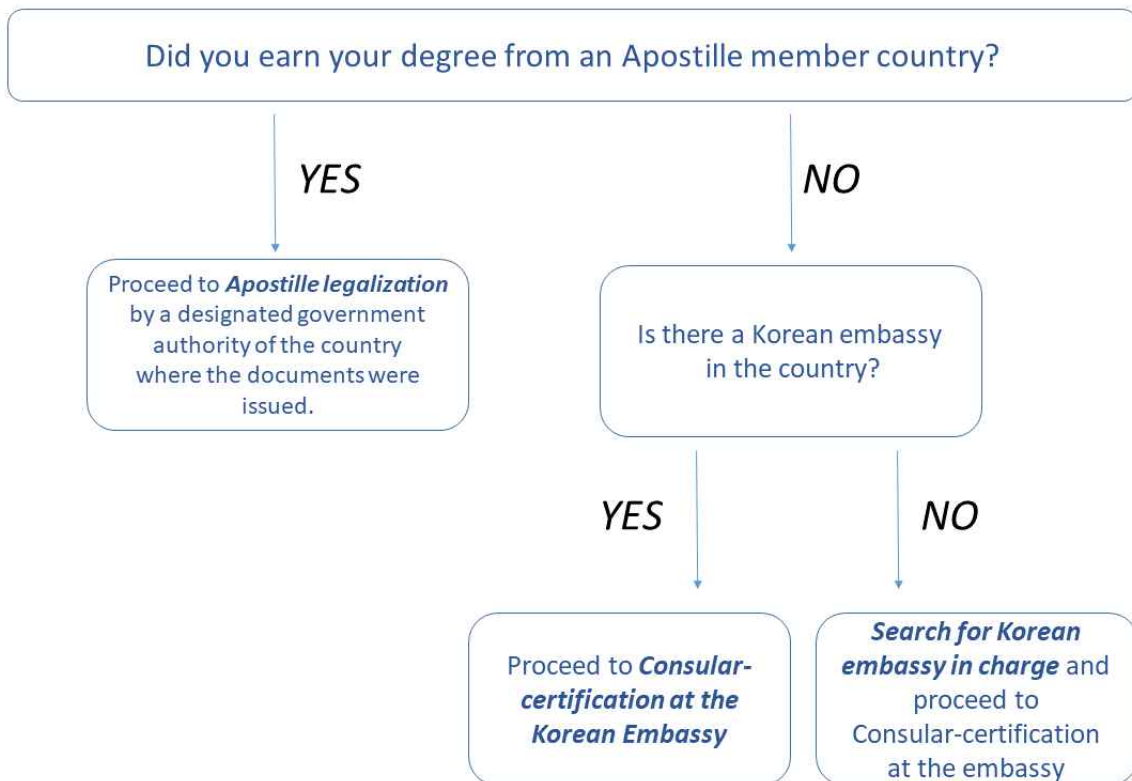 Did you earn your degree from an Apostille member country?
YES
NO
Proceed to Apostille legalization
by a designated government
authority of the country
where the documents were
issued.
Is there a Korean embassy
in the country?
YES
NO
Proceed to Consular-
certification at the
Korean Embassy
Search for Korean
embassy in charge and
proceed to
Consular-certification
at the embassy